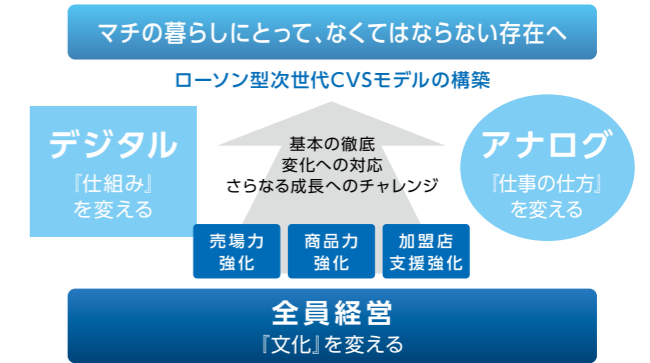 マチの暮らしにとって、なくてはならない存在へ
ローソン型次世代CVSモデルの構築
デジタル
『仕組み』
を変える
基本の徹底
変化への対応
さらなる成長へのチャレンジ
アナログ
『仕事の仕方』
を変える
売場力
強化
商品力
強化
加盟店
支援強化
全員経営
『文化』を変える